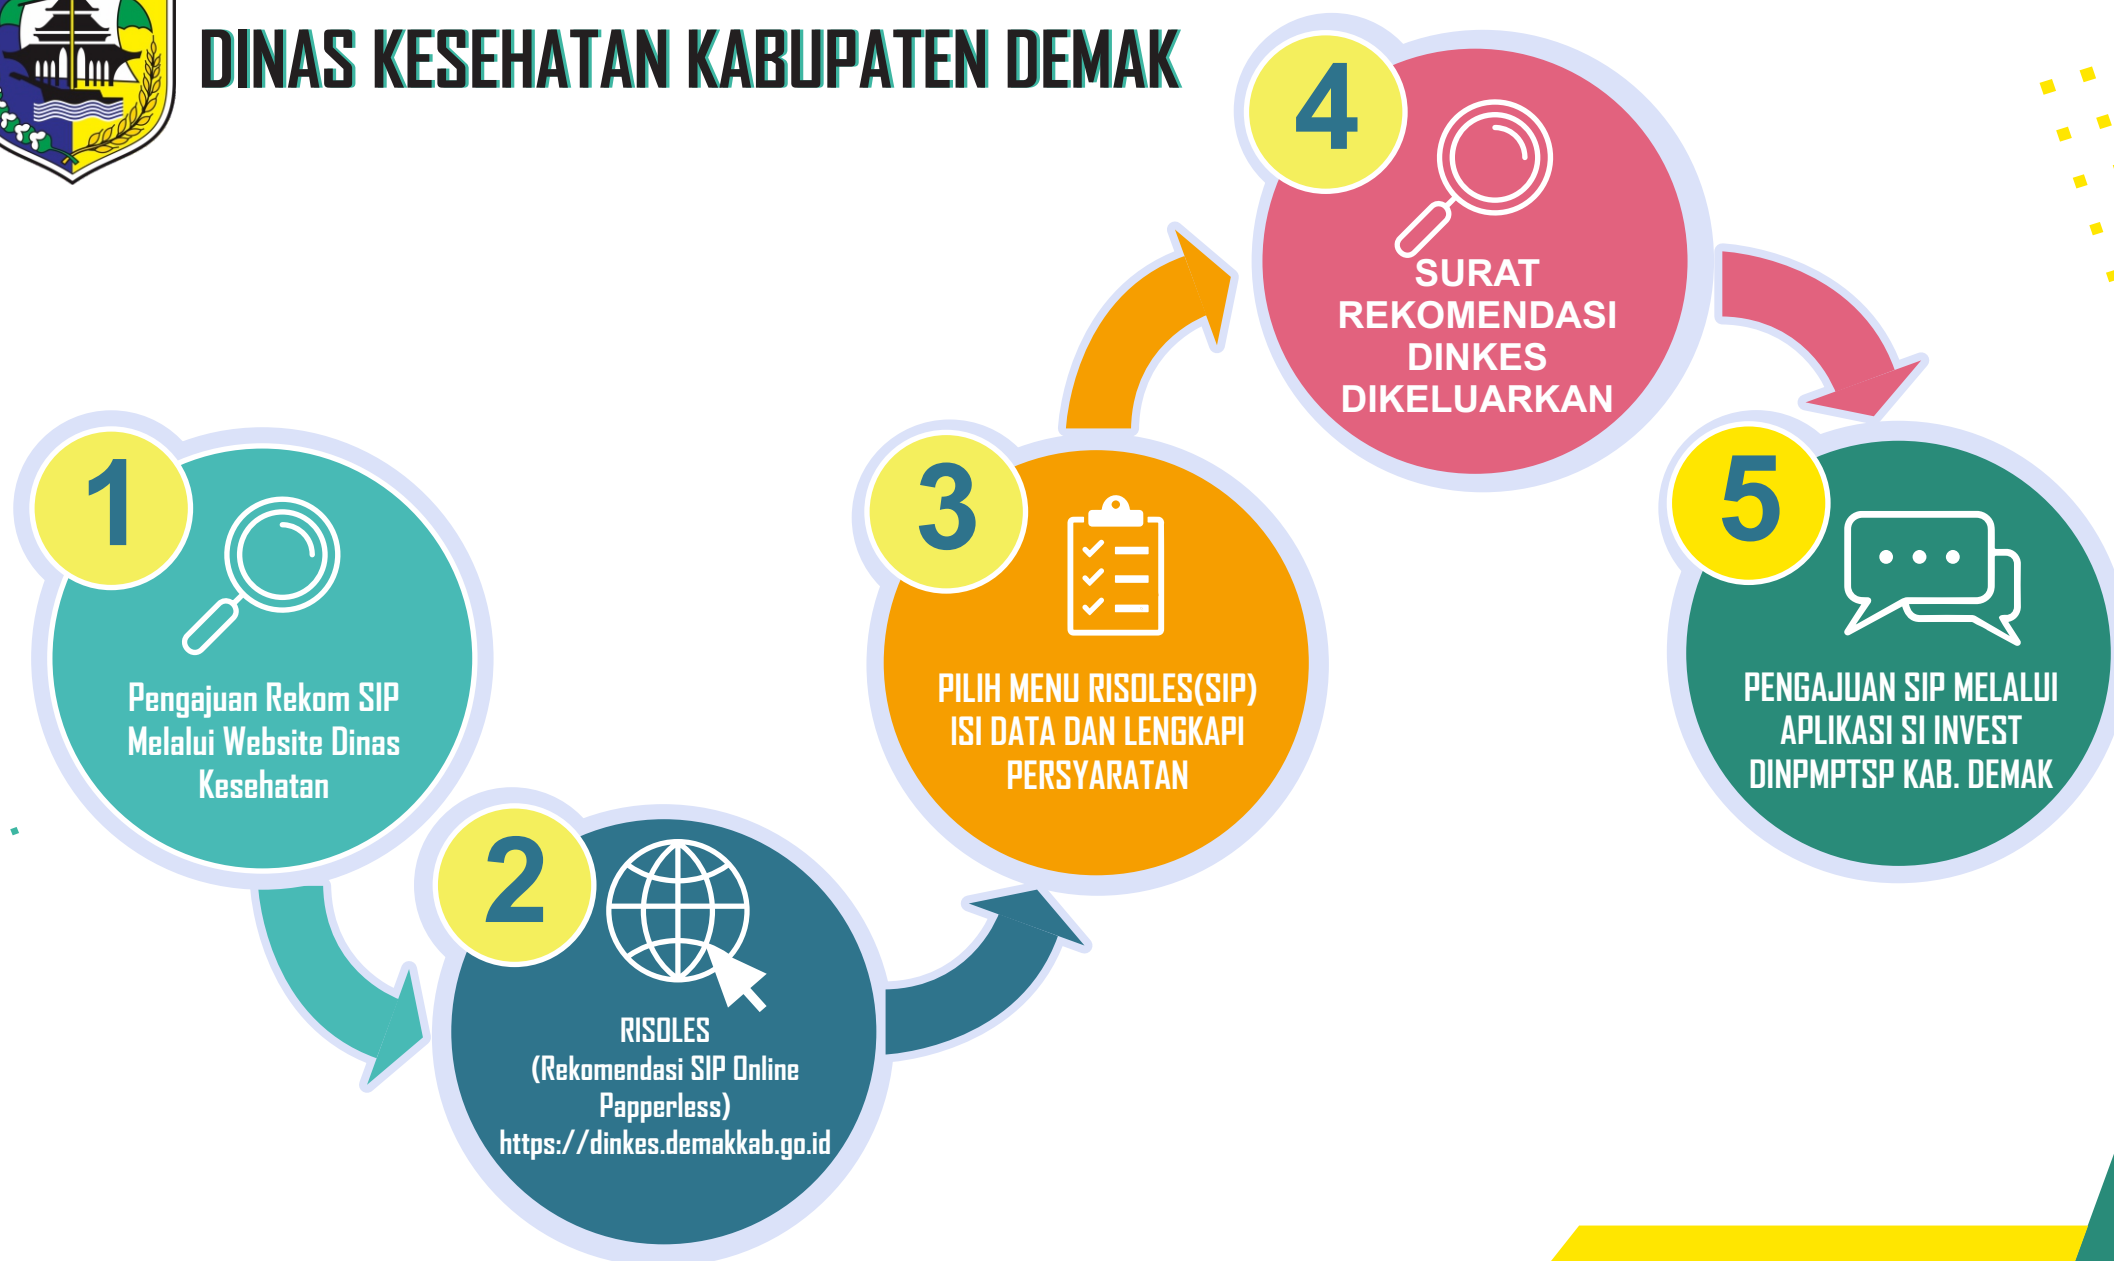 DINAS KESEHATAN KABUPATEN DEMAK
1
Pengajuan Rekom SIP
Melalui Website Dinas
Kesehatan
2
RISOLES
(Rekomendasi SIP Online
Papperless)
https://dinkes.demakkab.go.id
3
PILIH MENU RISOLES(SIP)
ISI DATA DAN LENGKAPI
PERSYARATAN
4
SURAT
REKOMENDASI
DINKES
DIKELUARKAN
5
PENGAJUAN SIP MELALUI
APLIKASI SI INVEST
DINPMPTSP KAB. DEMAK